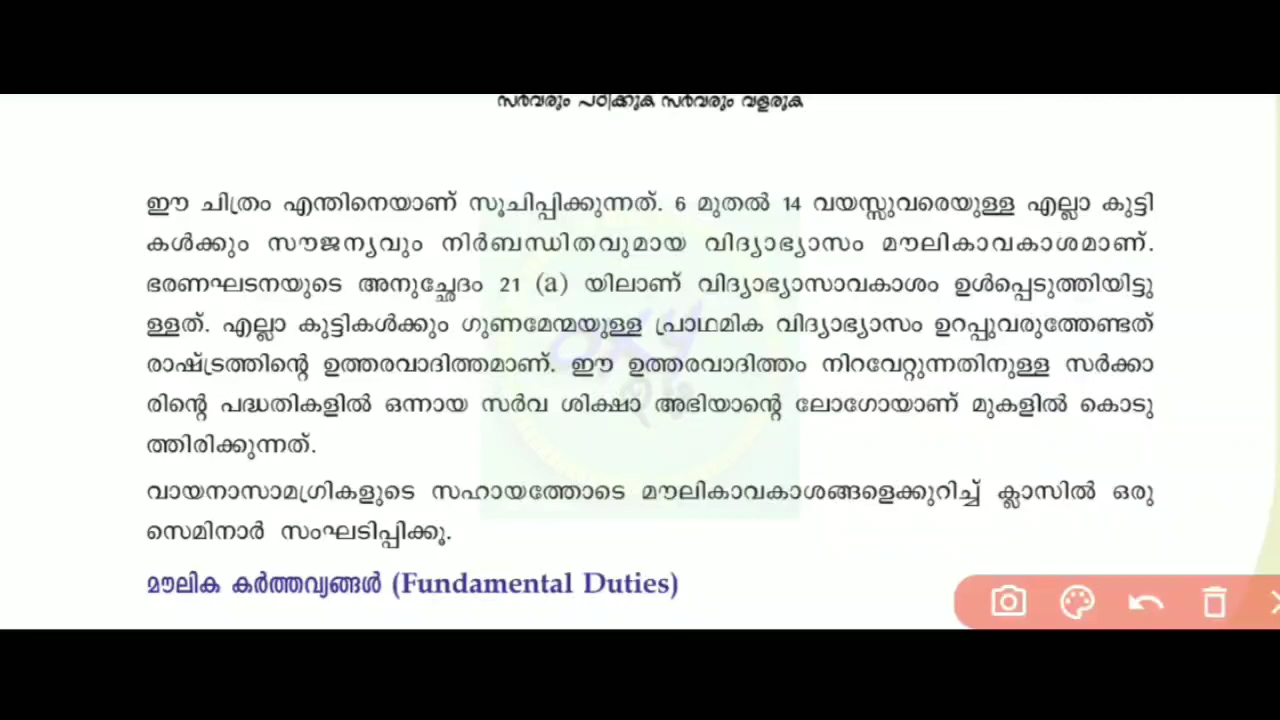 സർവരും പഠിക്കുക സർവരും വളരുക
ഈ ചിത്രം എന്തിനെയാണ് സൂചിപ്പിക്കുന്നത്. 6 മുതൽ 14 വയസ്സുവരെയുള്ള എല്ലാ കുട്ടി
കൾക്കും സൗജന്യവും നിർബന്ധിതവുമായ വിദ്യാഭ്യാസം മൗലികാവകാശമാണ്.
ഭരണഘടനയുടെ അനുച്ഛേദം 21 (a) യിലാണ് വിദ്യാഭ്യാസാവകാശം ഉൾപ്പെടുത്തിയിട്ടു
ള്ളത്. എല്ലാ കുട്ടികൾക്കും ഗുണമേന്മയുള്ള പ്രാഥമിക വിദ്യാഭ്യാസം ഉറപ്പുവരുത്തേണ്ടത്
രാഷ്ട്രത്തിന്റെ ഉത്തരവാദിത്തമാണ്. ഈ ഉത്തരവാദിത്തം നിറവേറ്റുന്നതിനുള്ള സർക്കാ
രിന്റെ പദ്ധതികളിൽ ഒന്നായ സർവ ശിക്ഷാ അഭിയാന്റെ ലോഗോയാണ് മുകളിൽ കൊടു
ത്തിരിക്കുന്നത്.
വായനാസാമഗ്രികളുടെ സഹായത്തോടെ മൗലികാവകാശങ്ങളെക്കുറിച്ച് ക്ലാസിൽ ഒരു
സെമിനാർ സംഘടിപ്പിക്കൂ.
മൗലിക കർത്തവ്യങ്ങൾ (Fundamental Duties)